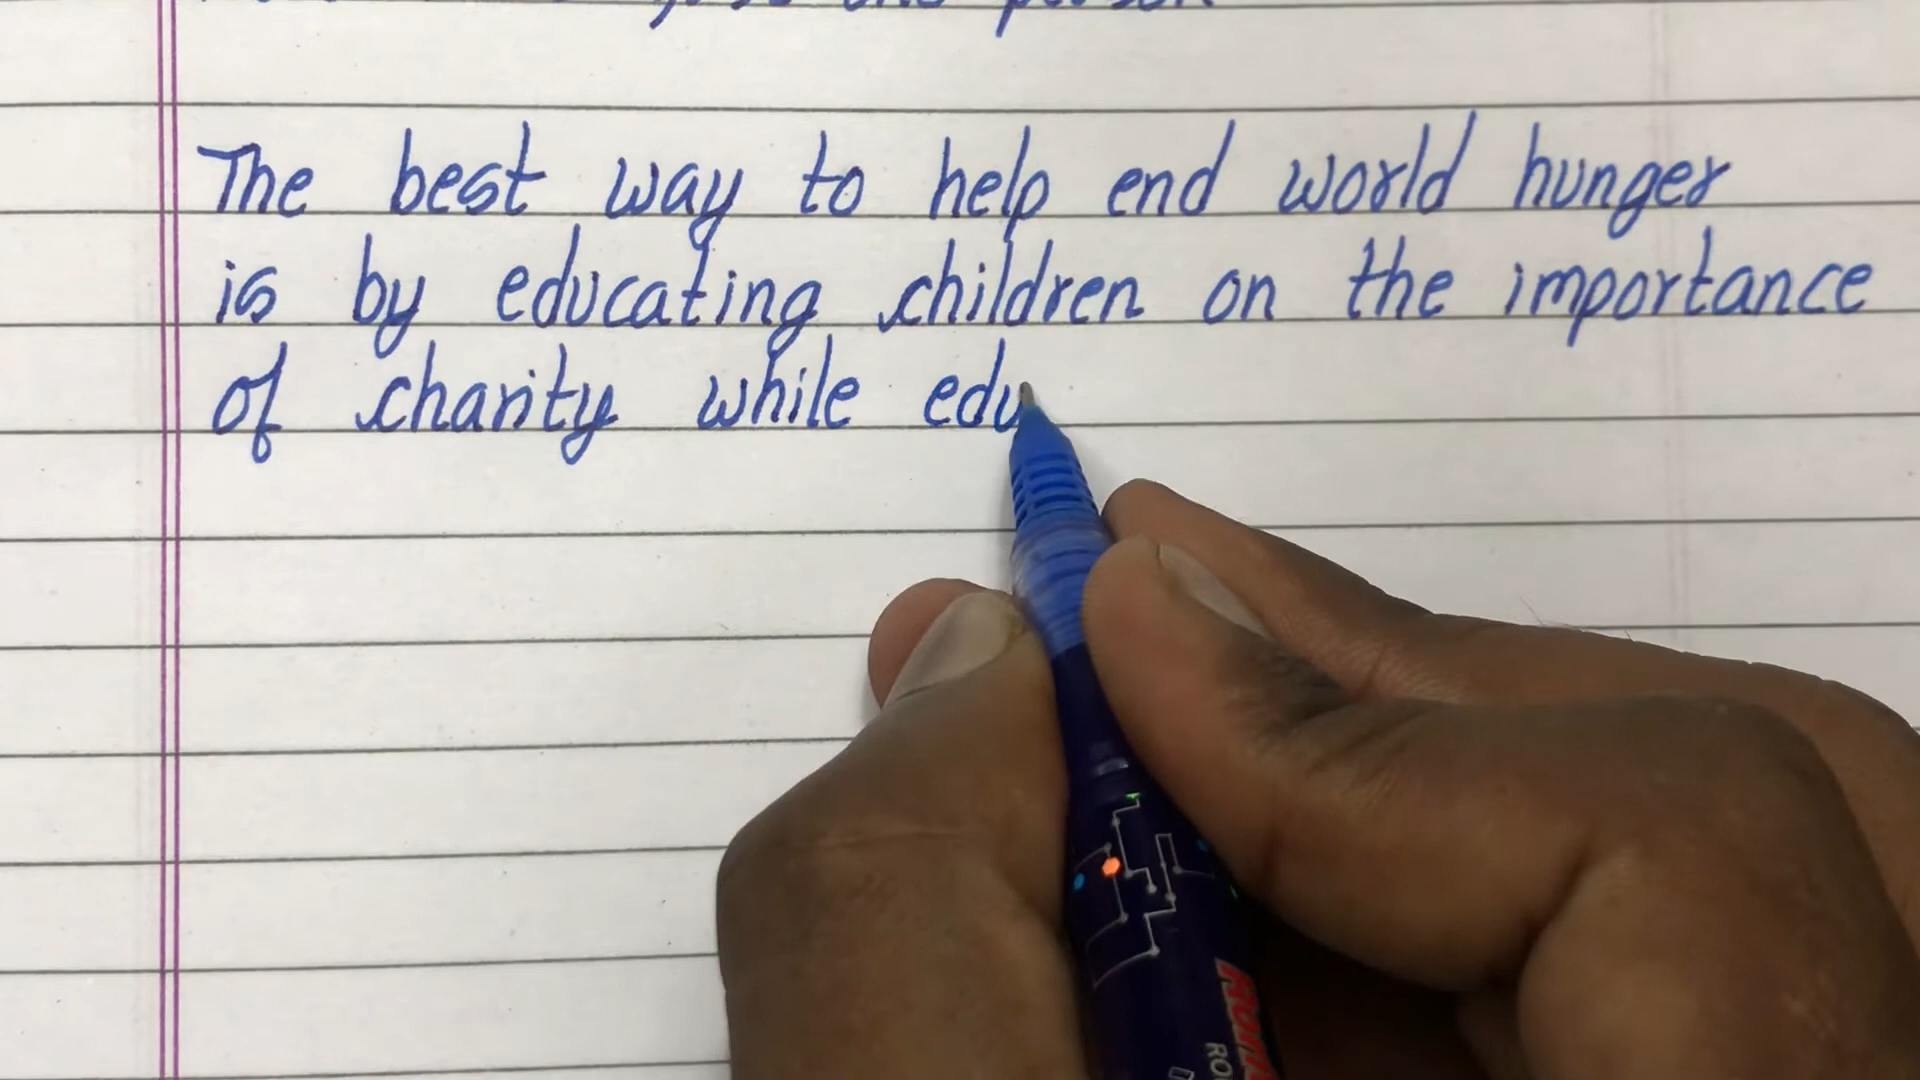 The best way to help end world hunger
is by educating children on the importance
of charity while edu